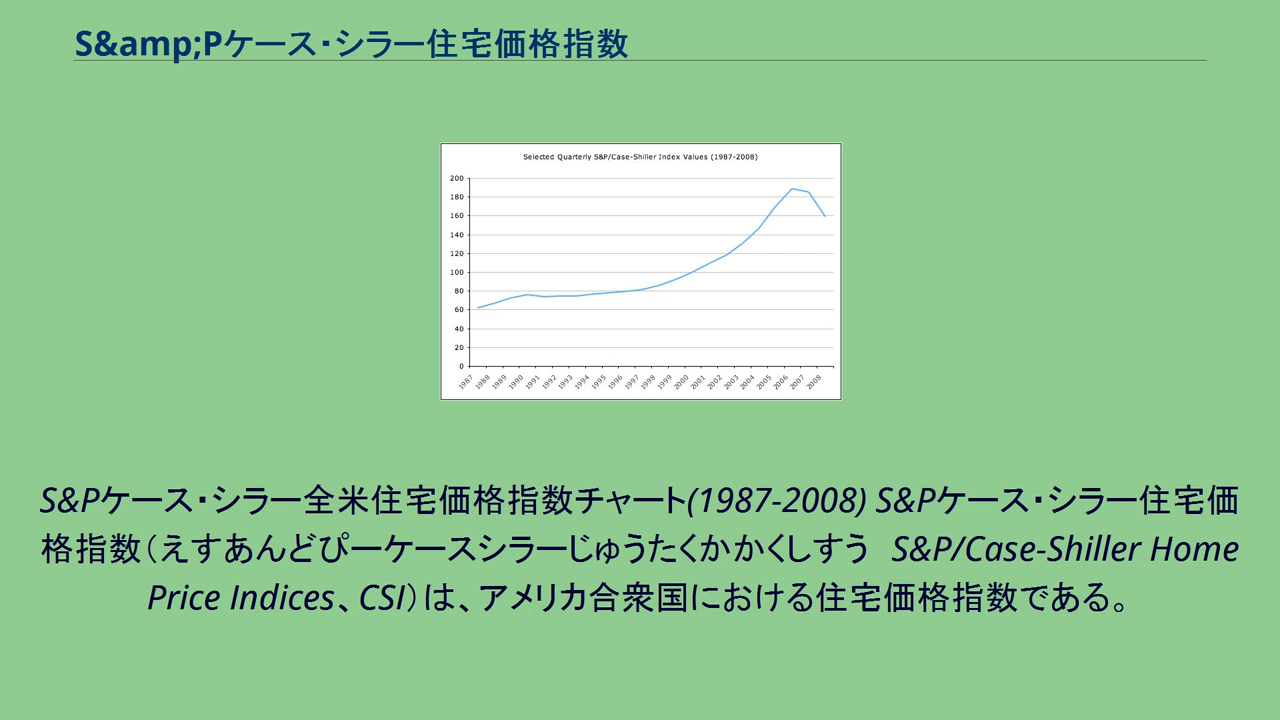 S&amp;Pケース・シラー住宅価格指数
Selected Quarterly S&P/Case-Shiller Index Values (1987-2008)
200
180
160
140
120
100
80
60
40
20
0
1987 1988 1989 1990 1991 1992 1993 1994 1995 1996 1997 1998 1999 2000 2001 2002 2003 2004 2005 2006 2007 2008
S&Pケース・シラー全米住宅価格指数チャート(1987-2008) S&Pケース・シラー住宅価
格指数（えすあんどぴーケースシラーじゅうたくかかくしすう　S&P/Case-Shiller Home
Price Indices、CSI）は、アメリカ合衆国における住宅価格指数である。